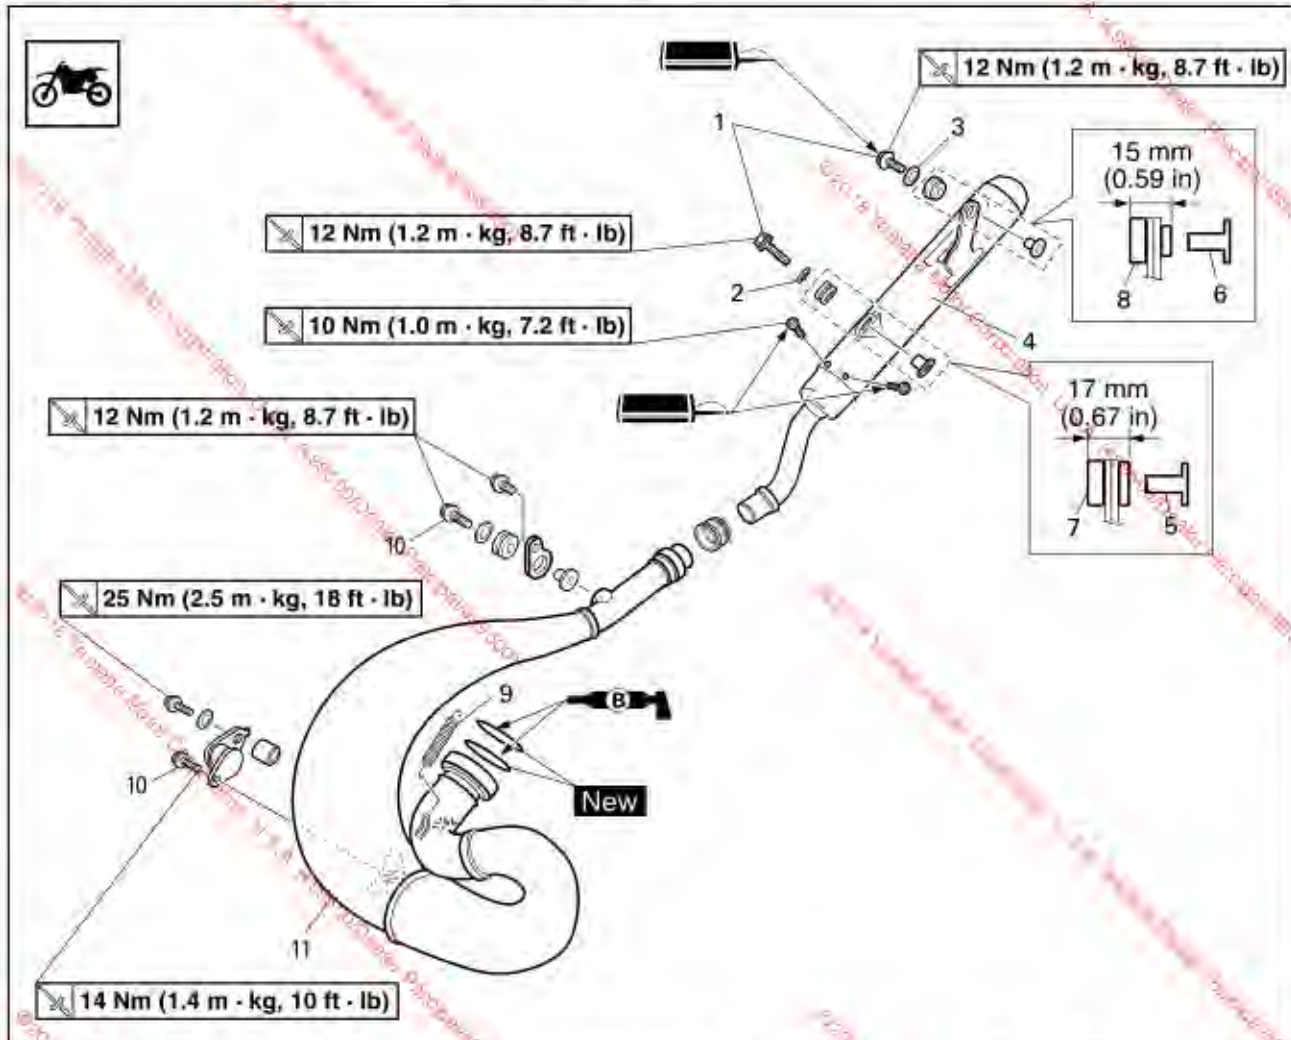 12 Nm (1.2 m · kg, 8.7 ft · lb)
1
3
15 mm
(0.59 in)
12 Nm (1.2 m · kg, 8.7 ft · lb)
2
8
6
10 Nm (1.0 m · kg, 7.2 ft · lb)
4
17 mm
(0.67 in)
12 Nm (1.2 m · kg, 8.7 ft · lb)
7
5
10
25 Nm (2.5 m · kg, 18 ft · lb)
9
B
10
New
11
14 Nm (1.4 m · kg, 10 ft · lb)